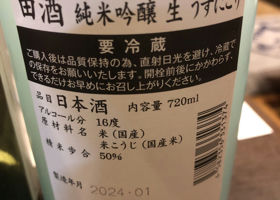 田酒 純米吟醸 生 うすにごり
要冷蔵
ご購入後は品質保持の為、直射日光を避け、冷蔵で
の保存をお願いいたします。開栓前後にかかわらず、
できるだけお早めにお召し上がりください。
品目 日本酒 内容量 720ml
アルコール分 16度
原材料名 米(国産)
米こうじ(国産米)
精米歩合 50%
製造年月 2024.01